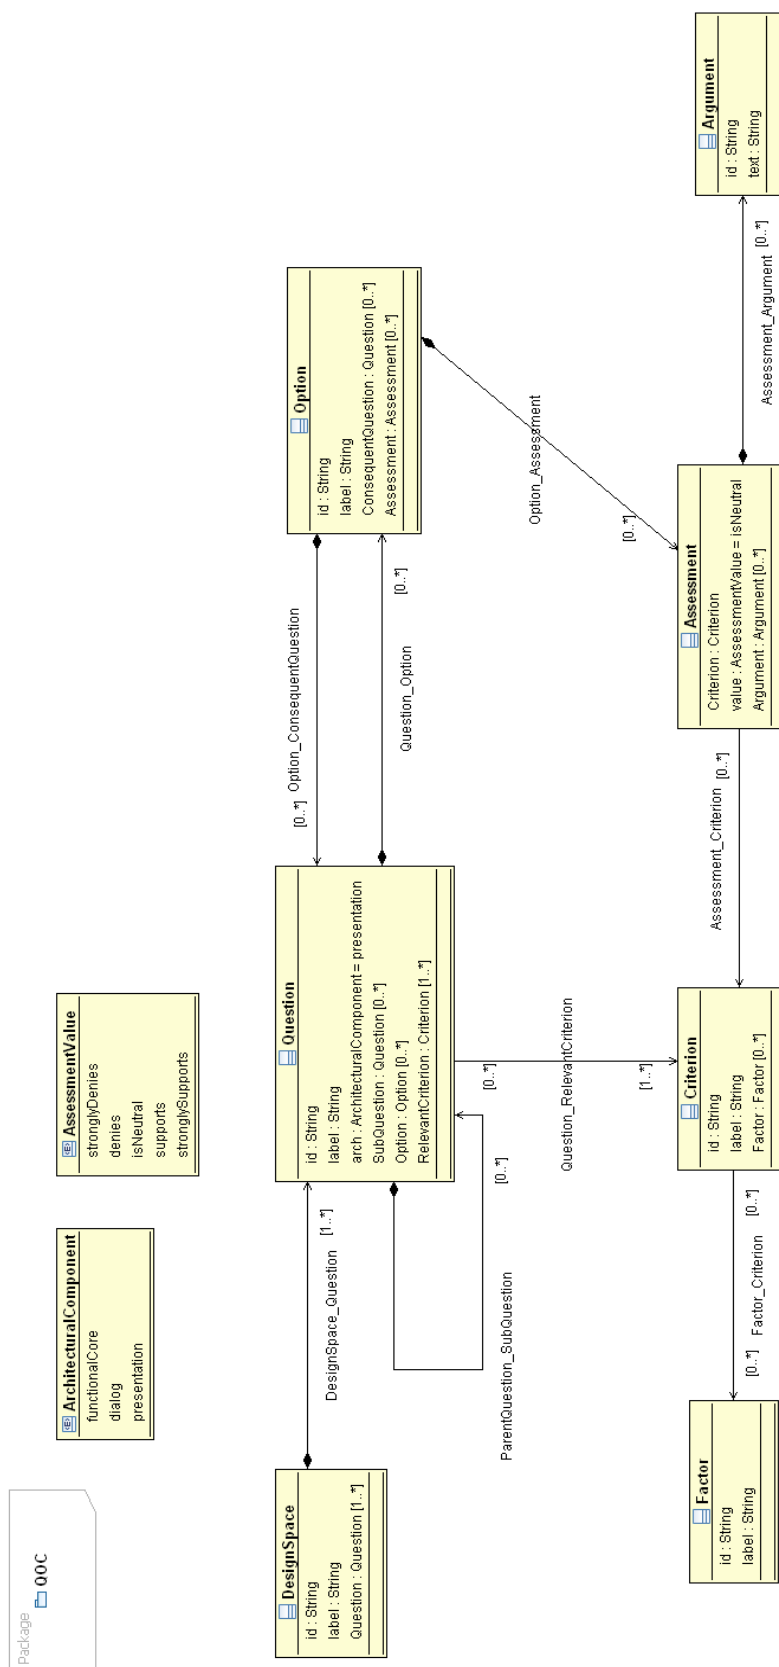 Package
QOC
ArchitecturalComponent
functionalCore
dialog
presentation
AssessmentValue
stronglyDenies
denies
isNeutral
supports
stronglySupports
DesignSpace
id : String
label : String
Question : Question [1..*]
DesignSpace_Question
[1..*]
Question
id : String
label : String
arch : ArchitecturalComponent = presentation
SubQuestion : Question [0..*]
Option : Option [0..*]
RelevantCriterion : Criterion [1..*]
ParentQuestion_SubQuestion
[0..*]
[0..*] Option_ConsequentQuestion
Question_Option
[0..*]
Option
id : String
label : String
ConsequentQuestion : Question [0..*]
Assessment : Assessment [0..*]
[0..*]
Question_RelevantCriterion
[1..*]
Option_Assessment
[0..*]
Factor
id : String
label : String
[0..*] Factor_Criterion [0..*]
Criterion
id : String
label : String
Factor : Factor [0..*]
Assessment_Criterion [0..*]
Assessment
Criterion : Criterion
value : AssessmentValue = isNeutral
Argument : Argument [0..*]
Assessment_Argument [0..*]
Argument
id : String
text : String